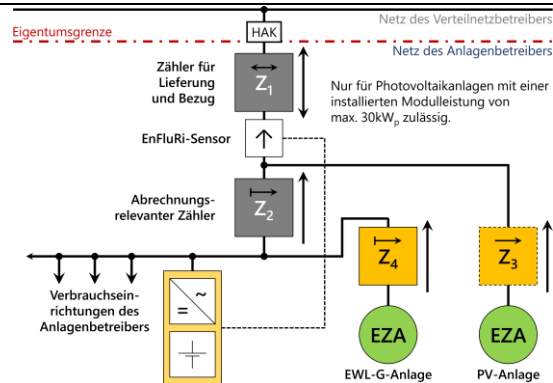 Netz des Verteilnetzbetreibers
Eigentumsgrenze
HAK
Netz des Anlagenbetreibers
Zähler für
Lieferung
und Bezug
Z1
Nur für Photovoltaikanlagen mit einer
installierten Modulleistung von
max. 30kWp zulässig.
EnFluRi-Sensor
Abrechnungs-
relevanter Zähler
Z2
Z4
Z3
Verbrauchsein-
richtungen des
Anlagenbetreibers
~
=
EZA
EZA
EWL-G-Anlage
PV-Anlage